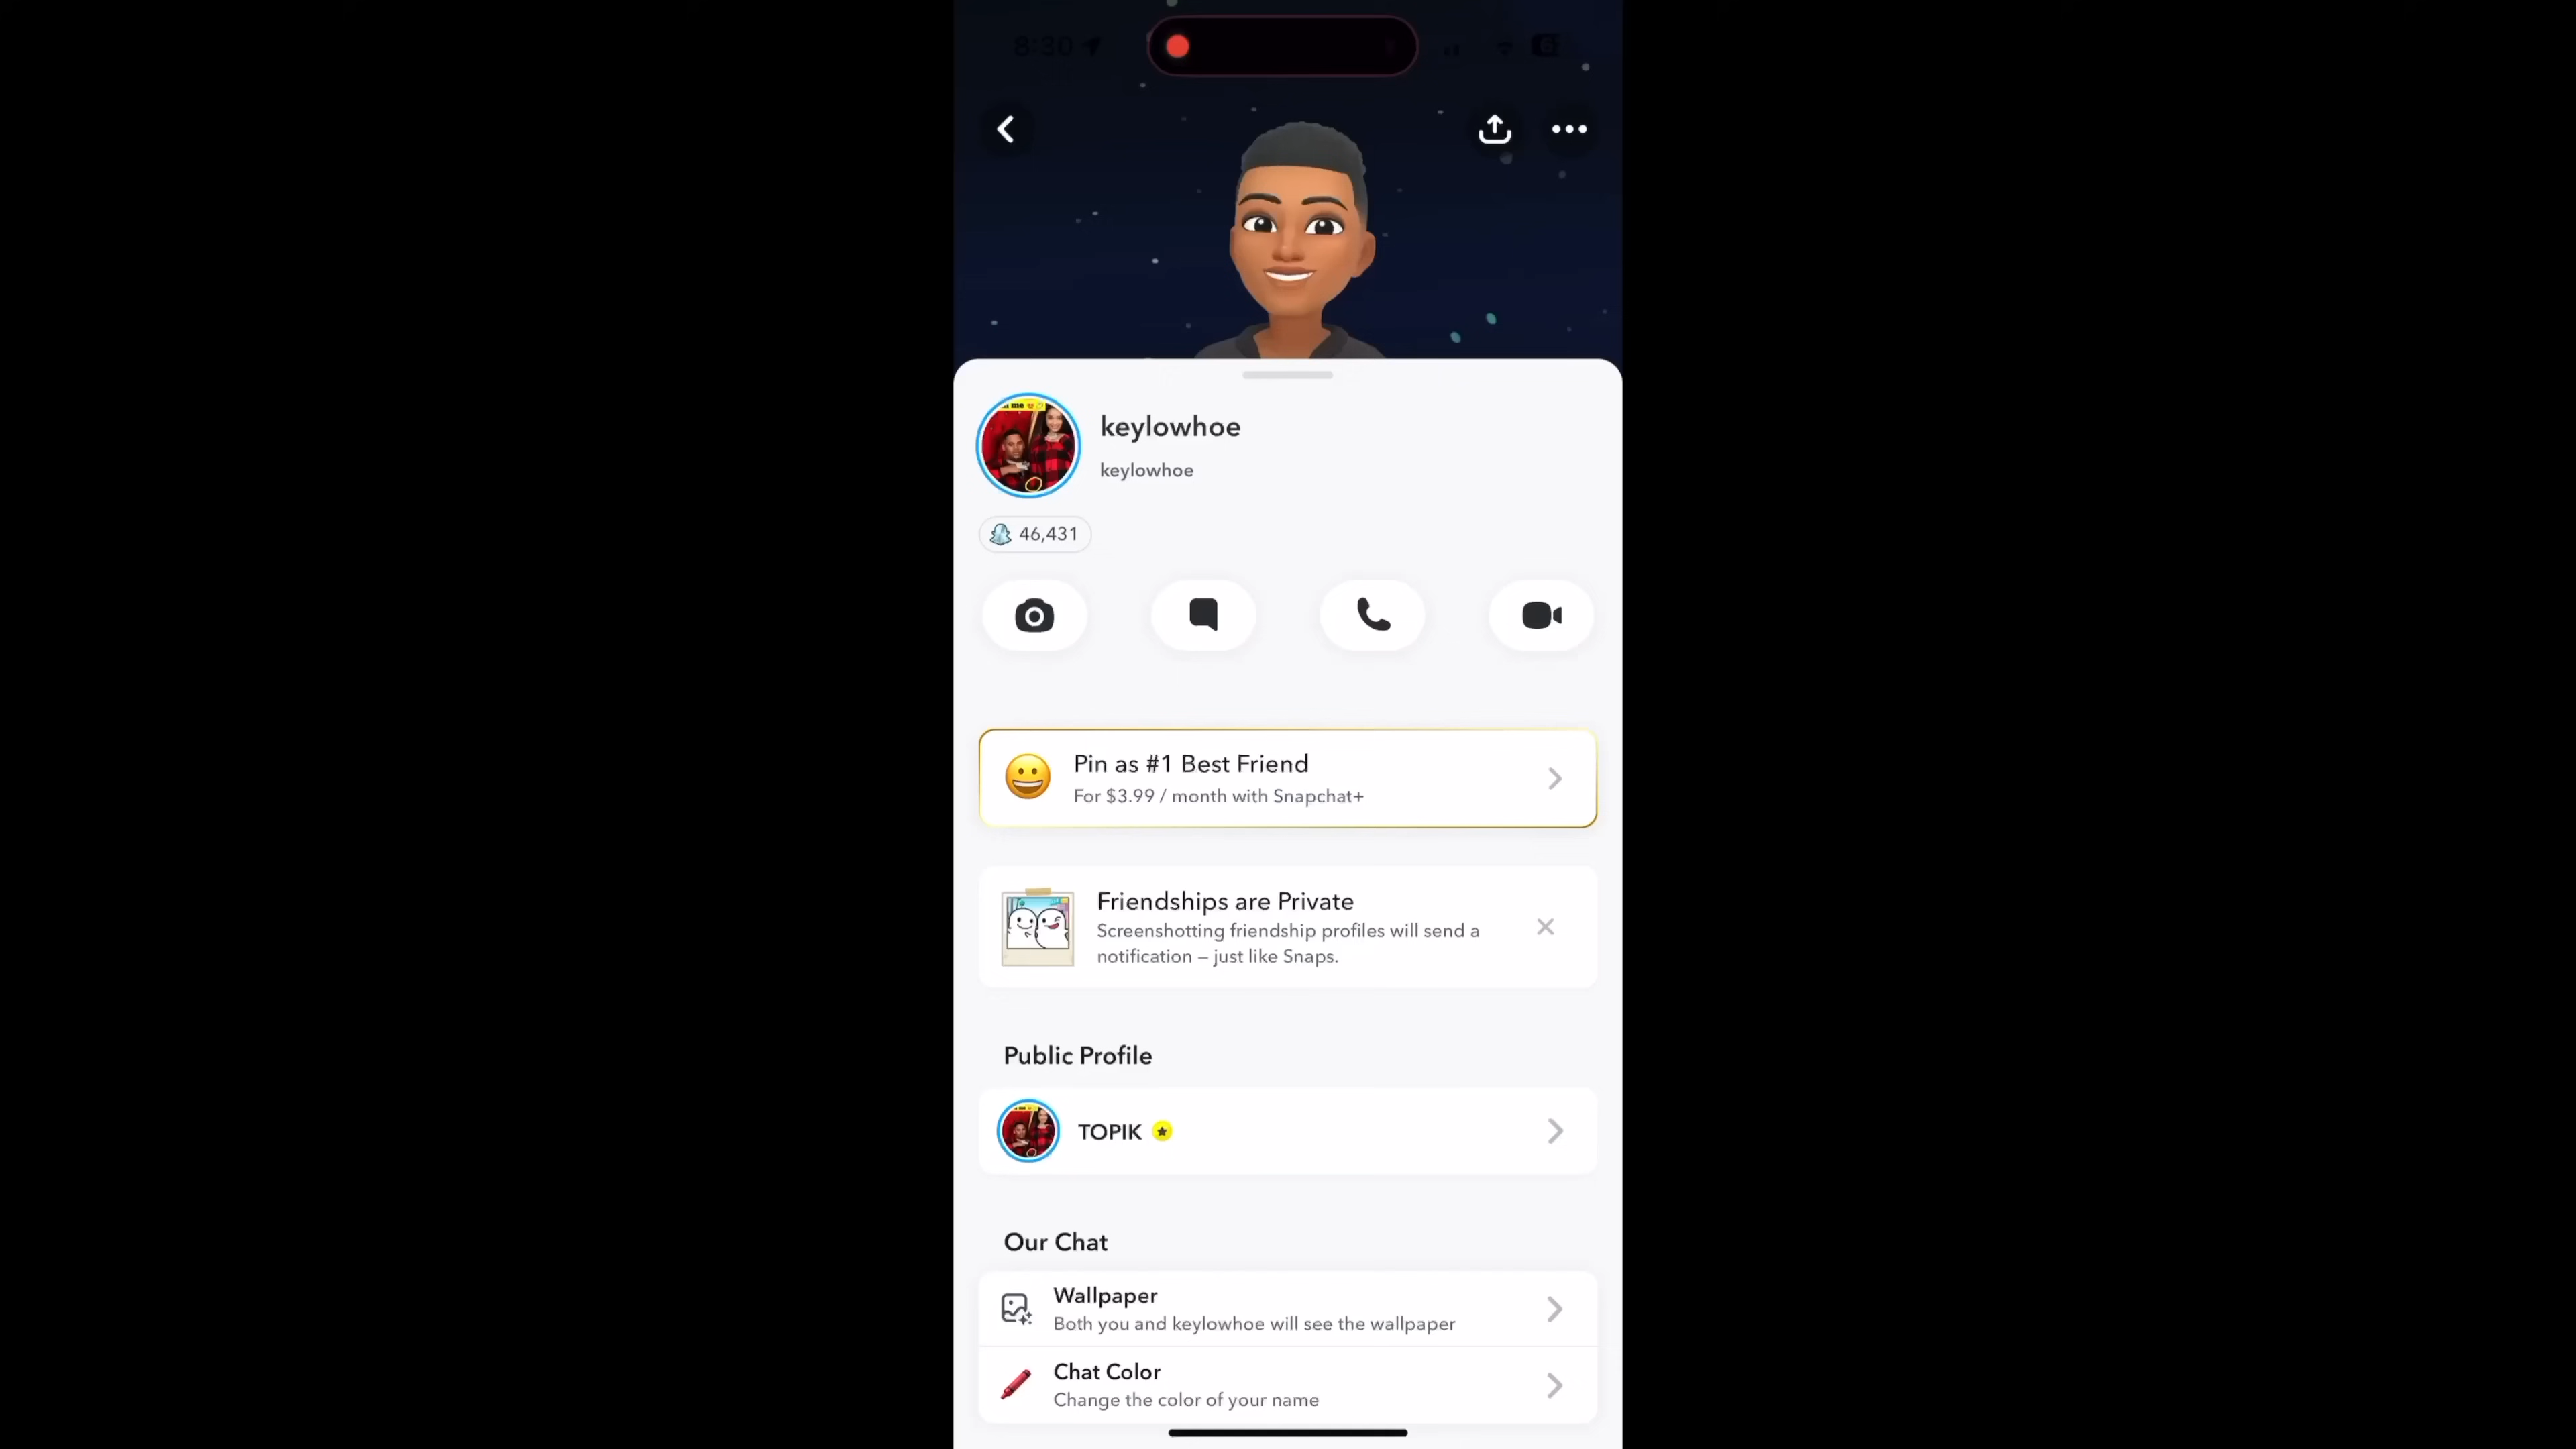 8:30
keylowhoe
keylowhoe
46,431
Pin as #1 Best Friend
For $3.99 / month with Snapchat+
Friendships are Private
Screenshotting friendship profiles will send a
notification – just like Snaps.
Public Profile
TOPIK
Our Chat
Wallpaper
Both you and keylowhoe will see the wallpaper
Chat Color
Change the color of your name